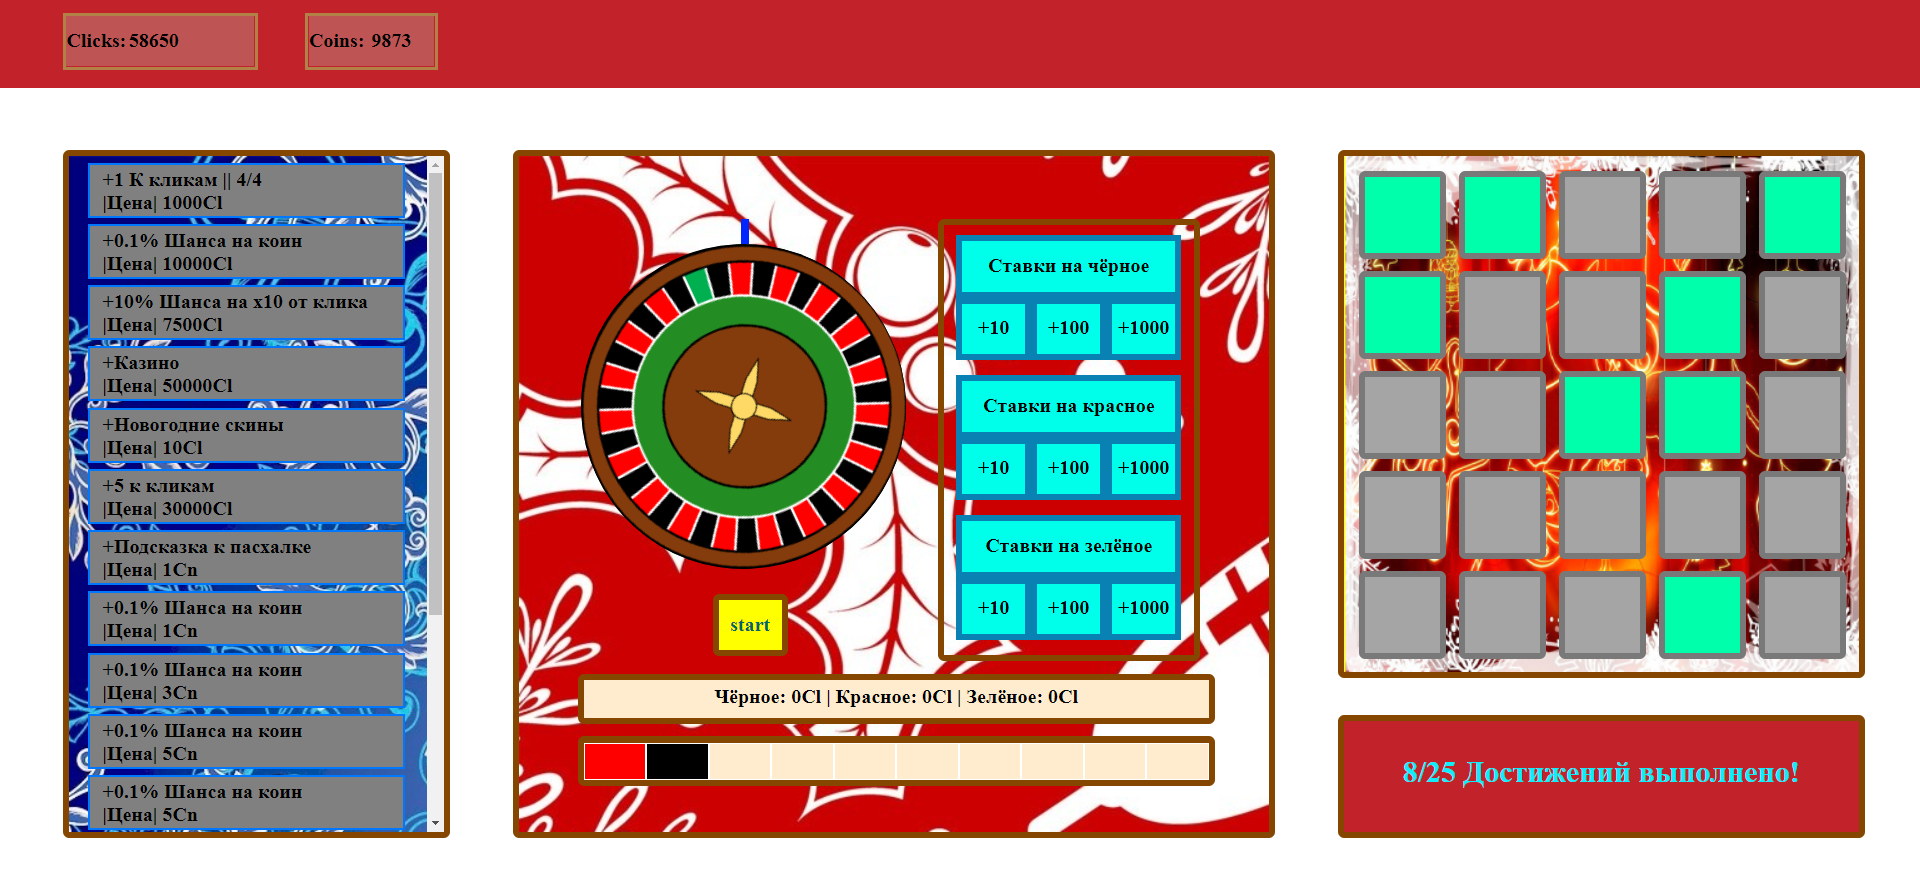 Clicks: 58650
Coins: 9873
+1 К кликам || 4/4
|Цена| 1000Cl
+0.1% Шанса на коин
|Цена| 10000Cl
+10% Шанса на x10 от клика
|Цена| 7500Cl
+Казино
|Цена| 50000Cl
+Новогодние скины
|Цена| 10Cl
+5 к кликам
|Цена| 30000Cl
+Подсказка к пасхалке
|Цена| 1Cn
+0.1% Шанса на коин
|Цена| 1Cn
+0.1% Шанса на коин
|Цена| 3Cn
+0.1% Шанса на коин
|Цена| 5Cn
+0.1% Шанса на коин
|Цена| 5Cn
Ставки на чёрное
+10 +100 +1000
Ставки на красное
+10 +100 +1000
Ставки на зелёное
+10 +100 +1000
start
Чёрное: 0Cl | Красное: 0Cl | Зелёное: 0Cl
8/25 Достижений выполнено!